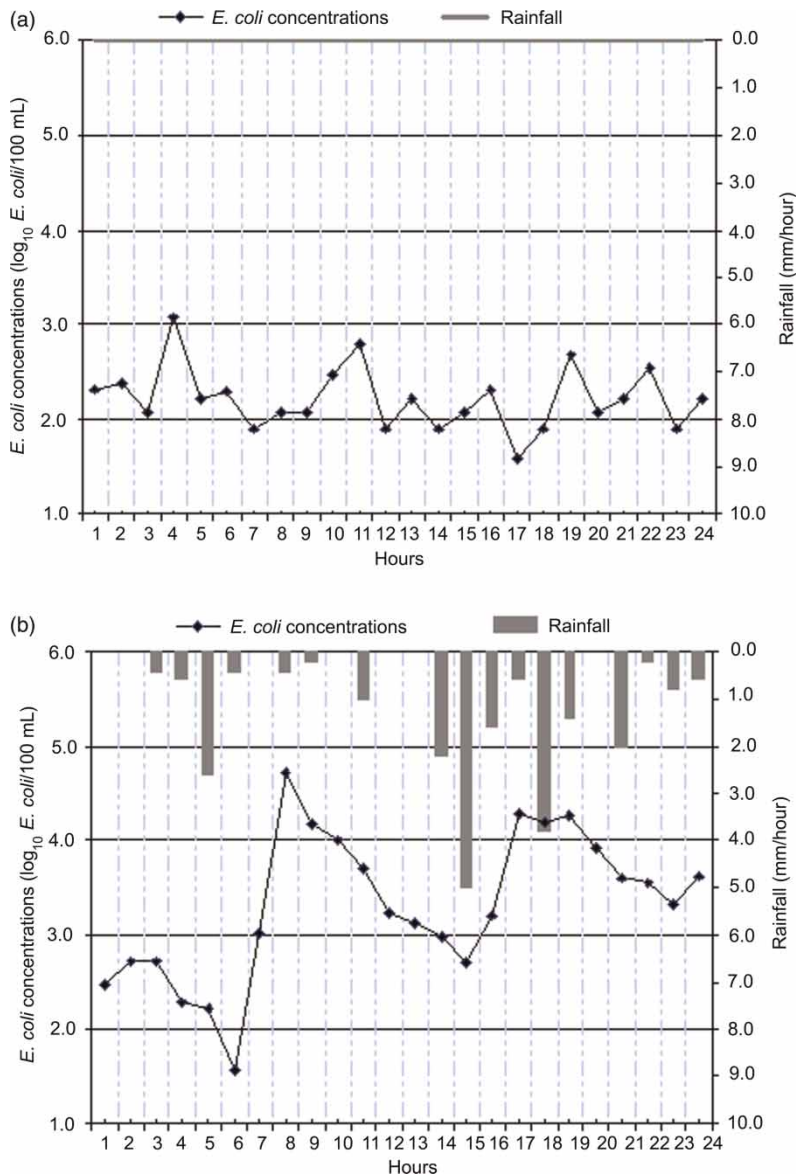 (a)
E. coli concentrations
Rainfall
6.0
5.0
4.0
3.0
2.0
1.0
E. coli concentrations (log10 E. coli/100 mL)
0.0
1.0
2.0
3.0
4.0
5.0
6.0
7.0
8.0
9.0
10.0
Rainfall (mm/hour)
1 2 3 4 5 6 7 8 9 10 11 12 13 14 15 16 17 18 19 20 21 22 23 24
Hours
(b)
E. coli concentrations
Rainfall
6.0
5.0
4.0
3.0
2.0
1.0
E. coli concentrations (log10 E. coli/100 mL)
0.0
1.0
2.0
3.0
4.0
5.0
6.0
7.0
8.0
9.0
10.0
Rainfall (mm/hour)
1 2 3 4 5 6 7 8 9 10 11 12 13 14 15 16 17 18 19 20 21 22 23 24
Hours